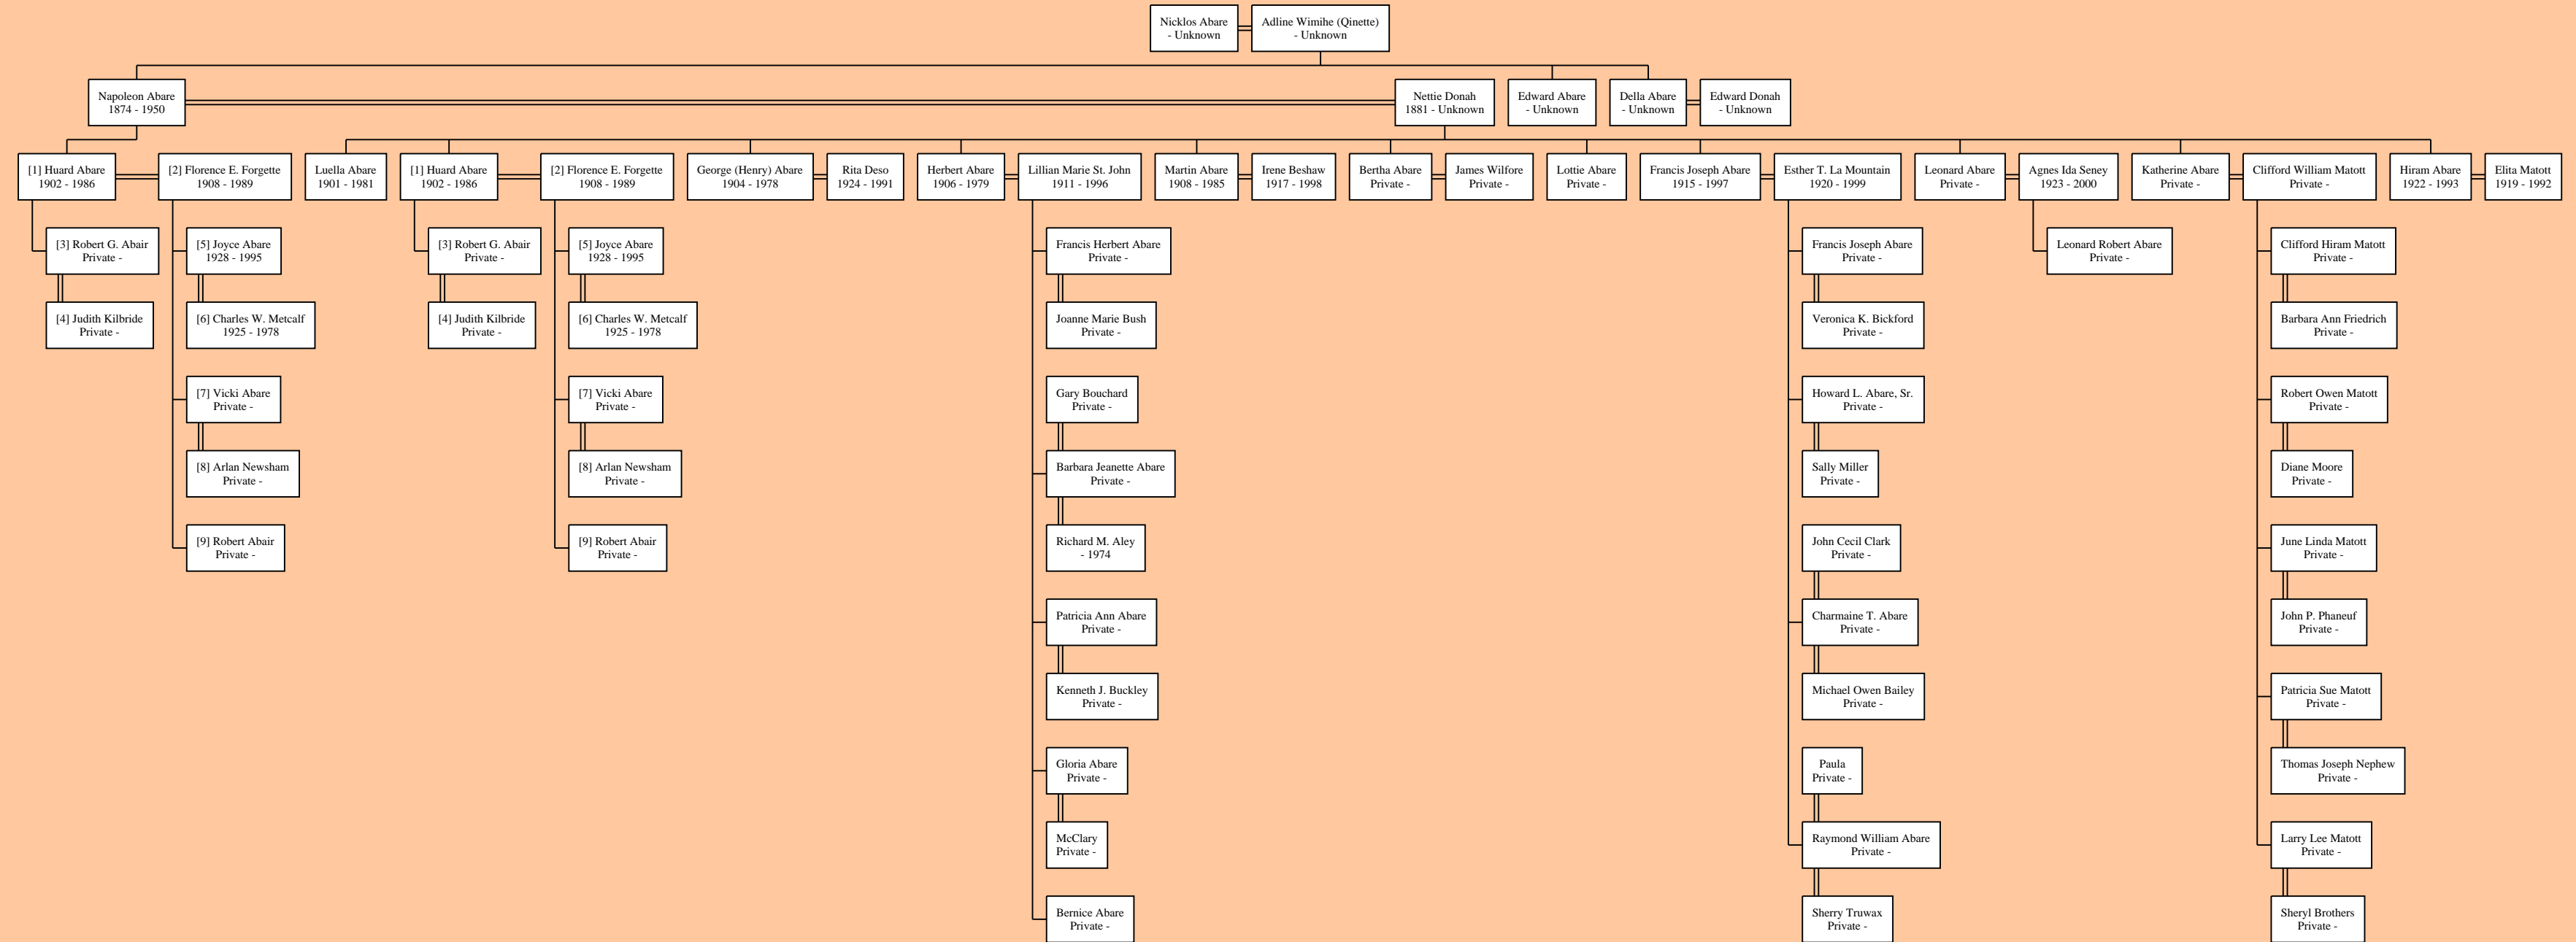 Nicklos Abare
- Unknown
Adline Wimihe (Qinette)
- Unknown
Napoleon Abare
1874 - 1950
Nettie Donah
1881 - Unknown
Edward Abare
- Unknown
Della Abare
- Unknown
Edward Donah
- Unknown
[1] Huard Abare
1902 - 1986
[2] Florence E. Forgette
1908 - 1989
Luella Abare
1901 - 1981
[1] Huard Abare
1902 - 1986
[2] Florence E. Forgette
1908 - 1989
George (Henry) Abare
1904 - 1978
Rita Deso
1924 - 1991
Herbert Abare
1906 - 1979
Lillian Marie St. John
1911 - 1996
Martin Abare
1908 - 1985
Irene Beshaw
1917 - 1998
Bertha Abare
Private -
James Wilfore
Private -
Lottie Abare
Private -
Francis Joseph Abare
1915 - 1997
Esther T. La Mountain
1920 - 1999
Leonard Abare
Private -
Agnes Ida Seney
1923 - 2000
Katherine Abare
Private -
Clifford William Matott
Private -
Hiram Abare
1922 - 1993
Elita Matott
1919 - 1992
[3] Robert G. Abair
Private -
[5] Joyce Abare
1928 - 1995
[3] Robert G. Abair
Private -
[5] Joyce Abare
1928 - 1995
Francis Herbert Abare
Private -
Francis Joseph Abare
Private -
Leonard Robert Abare
Private -
Clifford Hiram Matott
Private -
[4] Judith Kilbride
Private -
[6] Charles W. Metcalf
1925 - 1978
[4] Judith Kilbride
Private -
[6] Charles W. Metcalf
1925 - 1978
Joanne Marie Bush
Private -
Veronica K. Bickford
Private -
Barbara Ann Friedrich
Private -
[7] Vicki Abare
Private -
[7] Vicki Abare
Private -
Gary Bouchard
Private -
Howard L. Abare, Sr.
Private -
Robert Owen Matott
Private -
[8] Arlan Newsham
Private -
[8] Arlan Newsham
Private -
Barbara Jeanette Abare
Private -
Sally Miller
Private -
Diane Moore
Private -
[9] Robert Abair
Private -
[9] Robert Abair
Private -
Richard M. Aley
- 1974
John Cecil Clark
Private -
June Linda Matott
Private -
Patricia Ann Abare
Private -
Charmaine T. Abare
Private -
John P. Phaneuf
Private -
Kenneth J. Buckley
Private -
Michael Owen Bailey
Private -
Patricia Sue Matott
Private -
Gloria Abare
Private -
Paula
Private -
Thomas Joseph Nephew
Private -
McClary
Private -
Raymond William Abare
Private -
Larry Lee Matott
Private -
Bernice Abare
Private -
Sherry Truwax
Private -
Sheryl Brothers
Private -